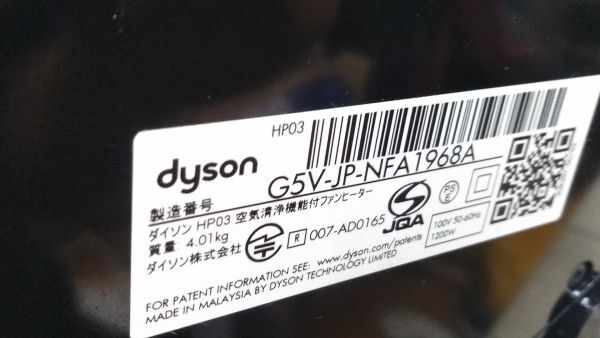 HP03
dyson
製造番号 G5V-JP-NFA1968A
ダイソン HP03 空気清浄機能付ファンヒーター
質量: 4.01kg
ダイソン株式会社
R 007-AD0165
JQA
PS
E
100V 50-60Hz
1200W
FOR PATENT INFORMATION SEE: www.dyson.com/patents
MADE IN MALAYSIA BY DYSON TECHNOLOGY LIMITED